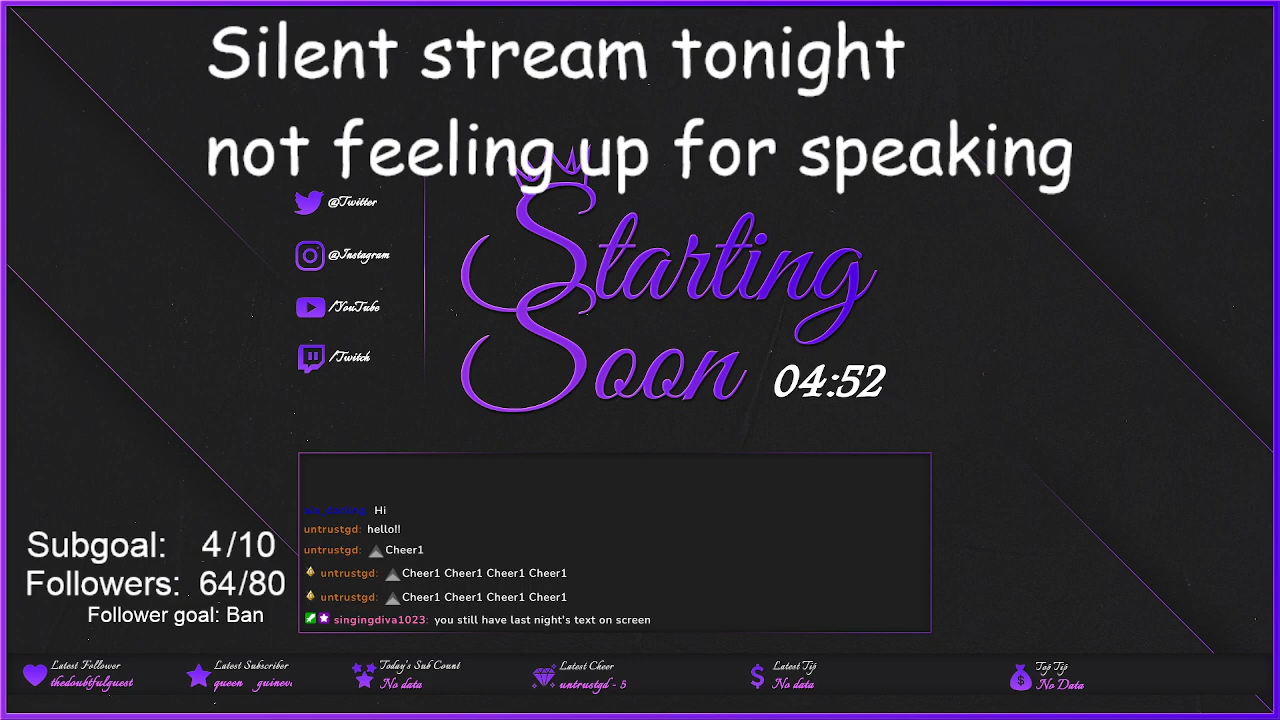 Silent stream tonight
not feeling up for speaking
@Twitter
@Instagram
/YouTube
/Twitch
Starting
Soon
04:52
Hi
untrustgd: hello!!
untrustgd: Cheer1
untrustgd: Cheer1 Cheer1 Cheer1 Cheer1
untrustgd: Cheer1 Cheer1 Cheer1 Cheer1
singingdiva1023: you still have last night's text on screen
Subgoal: 4/10
Followers: 64/80
Follower goal: Ban
Latest Follower
thedoubtfulguest
Latest Subscriber
queen
Today's Sub Count
No data
Latest Cheer
untrustgd - 5
Latest Tip
No data
Top Tip
No Data